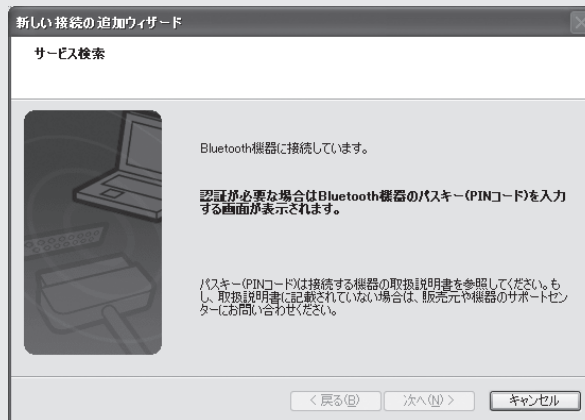 新しい接続の追加ウィザード
サービス検索
Bluetooth機器に接続しています。
認証が必要な場合はBluetooth機器のパスキー(PINコード)を入力
する画面が表示されます。
パスキー(PINコード)は接続する機器の取扱説明書を参照してください。も
し、取扱説明書に記載されていない場合は、販売元や機器のサポートセン
ターにお問い合わせください。
< 戻る(B)
次へ(N) >
キャンセル